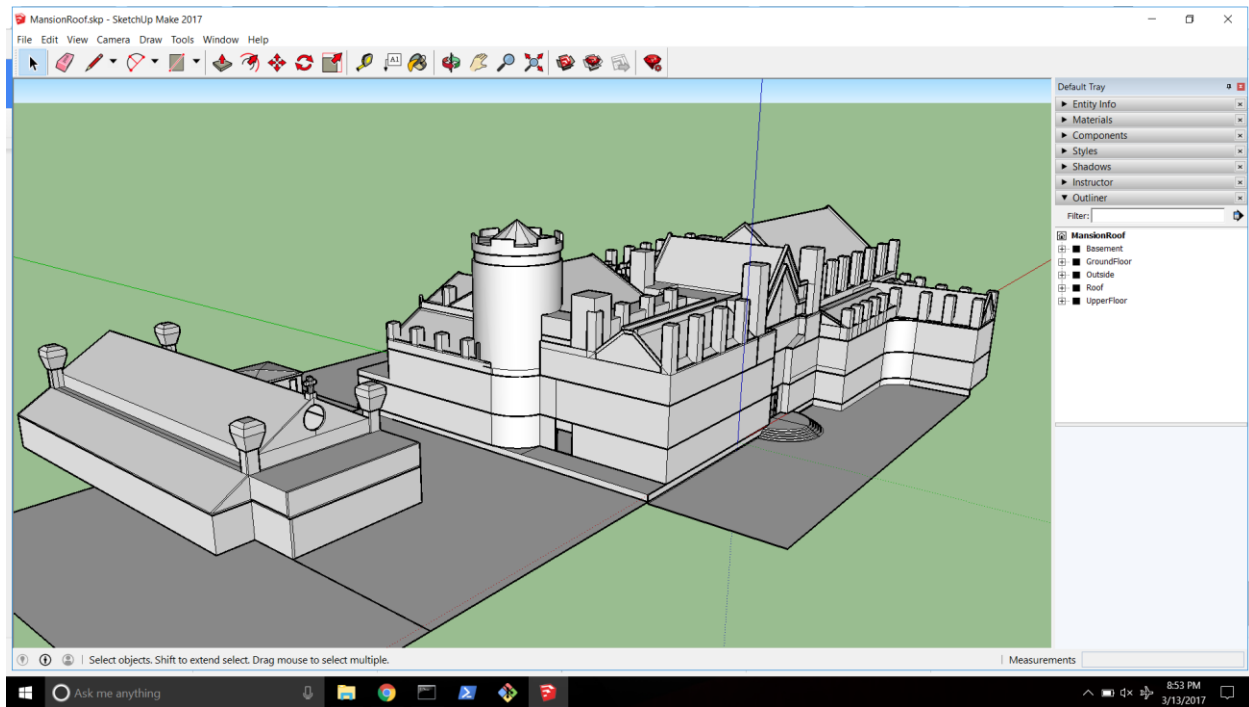 MansionRoof.skp - SketchUp Make 2017
File Edit View Camera Draw Tools Window Help
A1
Default Tray
Entity Info
Materials
Components
Styles
Shadows
Instructor
Outliner
Filter:
MansionRoof
Basement
GroundFloor
Outside
Roof
UpperFloor
Select objects. Shift to extend select. Drag mouse to select multiple.
Measurements
Ask me anything
8:53 PM
3/13/2017